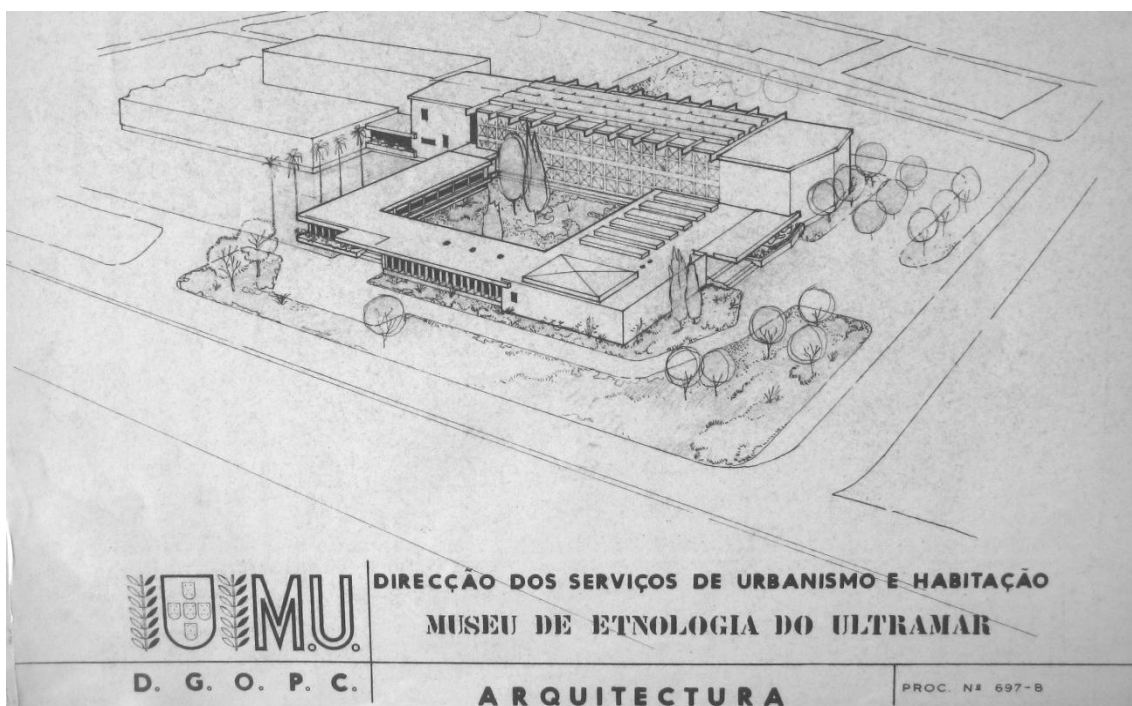 DIRECÇÃO DOS SERVIÇOS DE URBANISMO E HABITAÇÃO
M.U.
MUSEU DE ETNOLOGIA DO ULTRAMAR
D. G. O. P. C.
ARQUITECTURA
PROC. Nº 697-B